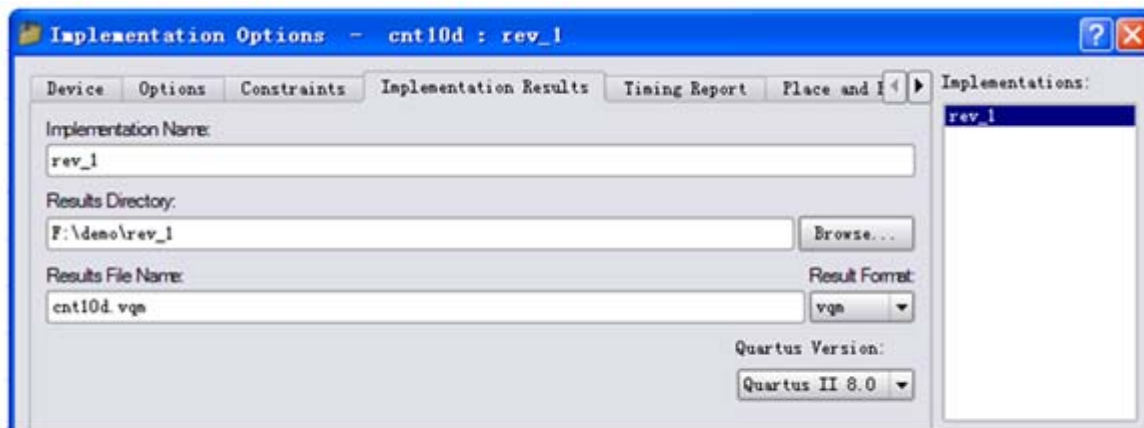 Implementation Options - cnt10d : rev_1
Device Options Constraints Implementation Results Timing Report Place and
Implementations:
rev_1
Implementation Name:
rev_1
Results Directory:
F:\demo\rev_1
Browse...
Results File Name:
Result Format:
cnt10d.vqm
vqm
Quartus Version:
Quartus II 8.0